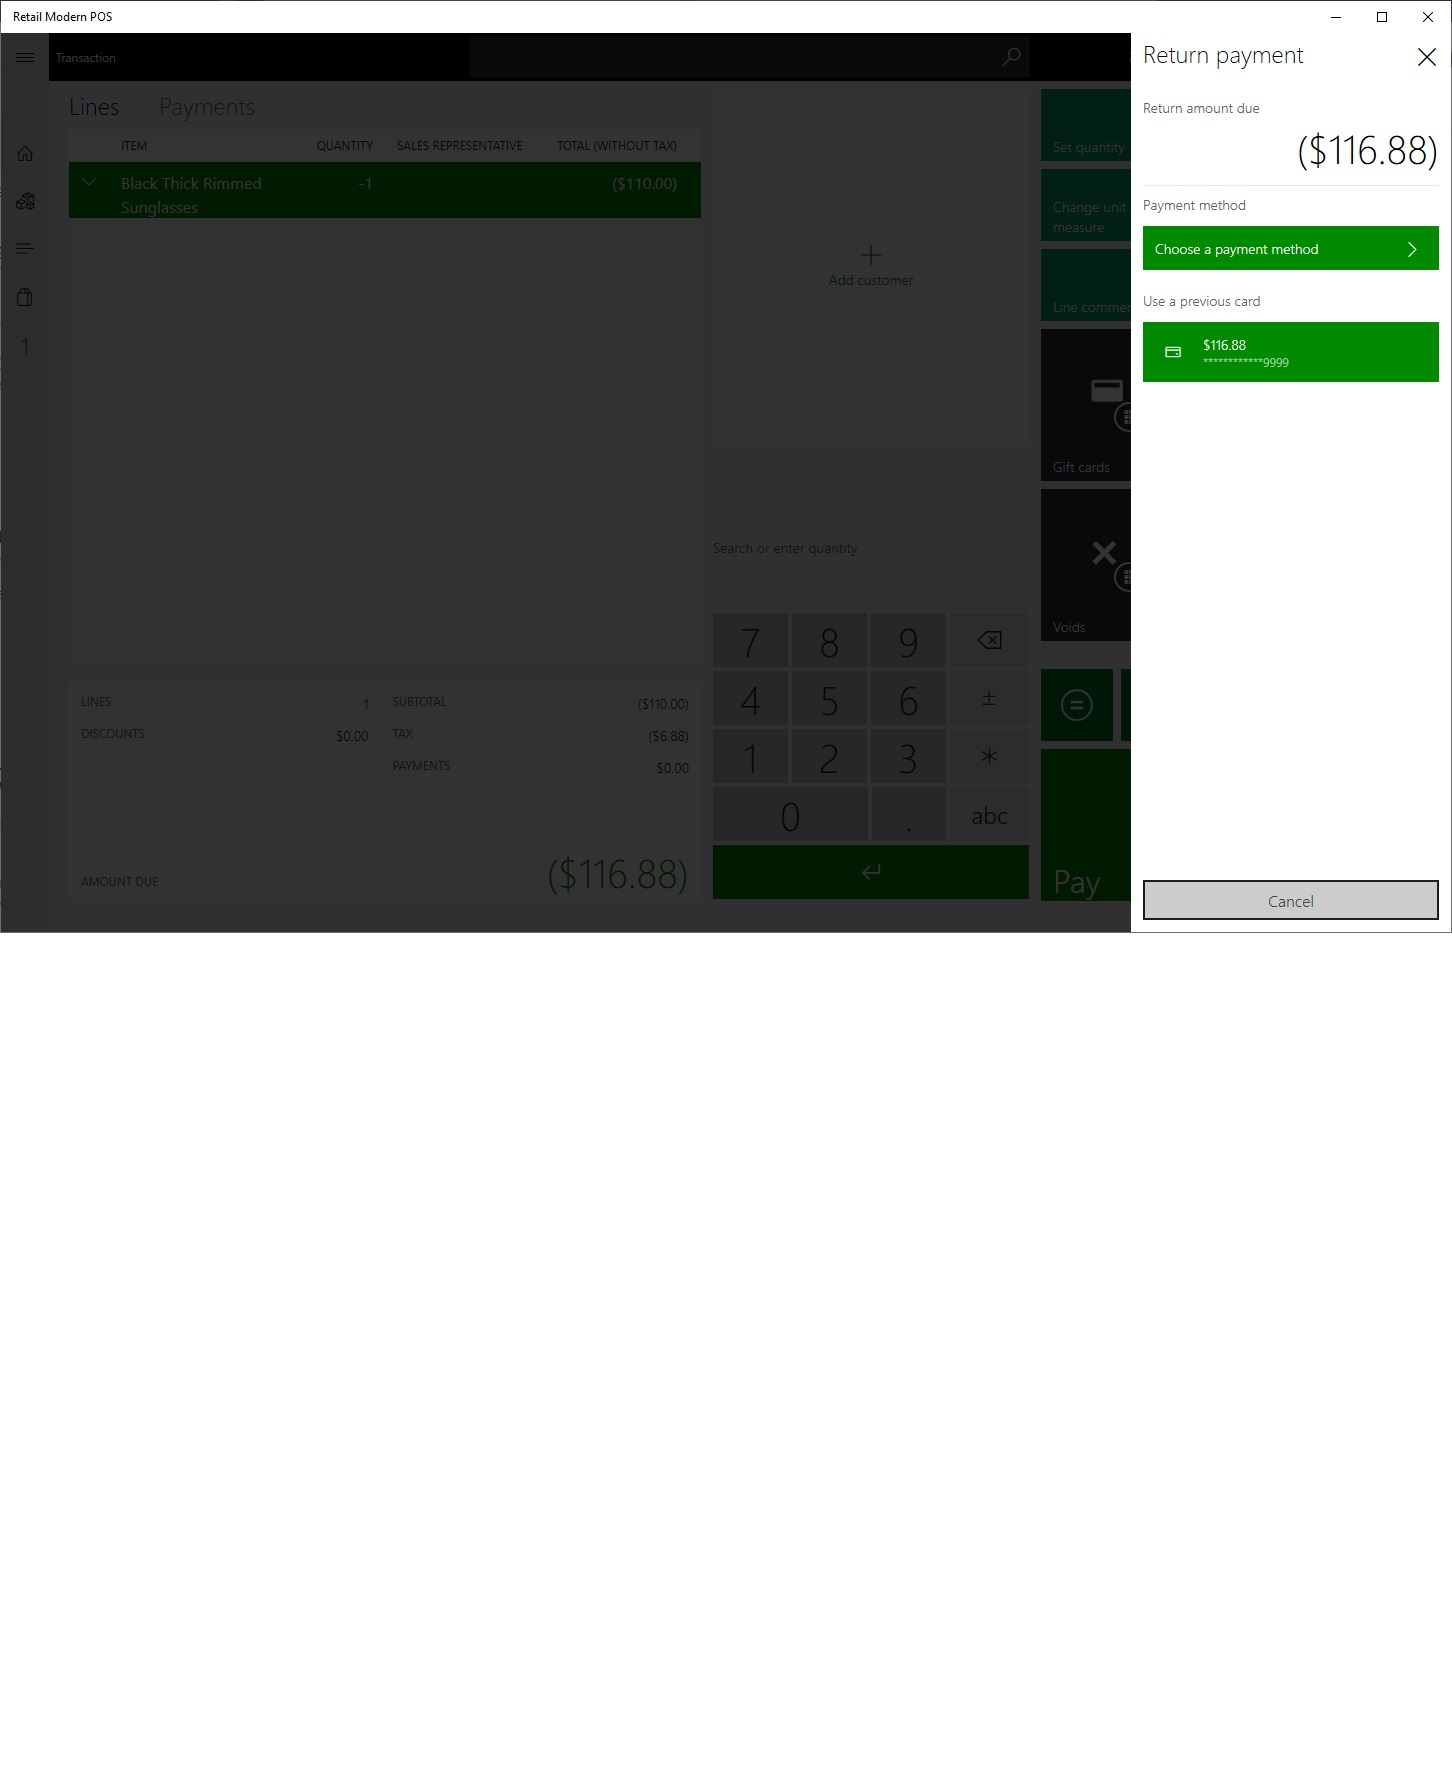 Retail Modern POS
Transaction
Lines Payments
ITEM QUANTITY SALES REPRESENTATIVE TOTAL (WITHOUT TAX)
Black Thick Rimmed -1 ($110.00)
Sunglasses
1
LINES 1 SUBTOTAL ($110.00)
DISCOUNTS $0.00 TAX ($6.88)
PAYMENTS $0.00
AMOUNT DUE ($116.88)
Add customer
Search or enter quantity
7 8 9
4 5 6 ±
1 2 3 *
0 . abc
Set quantity
Change unit
measure
Line commer
Gift cards
Voids
Pay
Return payment
Return amount due
($116.88)
Payment method
Choose a payment method
Use a previous card
$116.88
************9999
Cancel